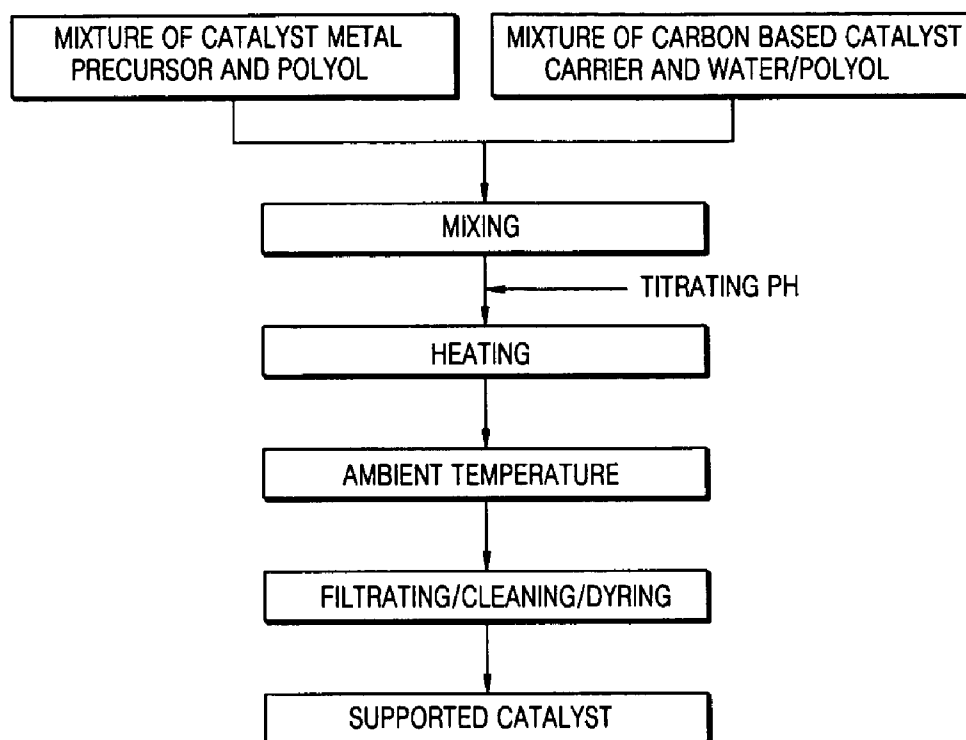 MIXTURE OF CATALYST METAL
PRECURSOR AND POLYOL
MIXTURE OF CARBON BASED CATALYST
CARRIER AND WATER/POLYOL
MIXING
TITRATING PH
HEATING
AMBIENT TEMPERATURE
FILTRATING/CLEANING/DYRING
SUPPORTED CATALYST